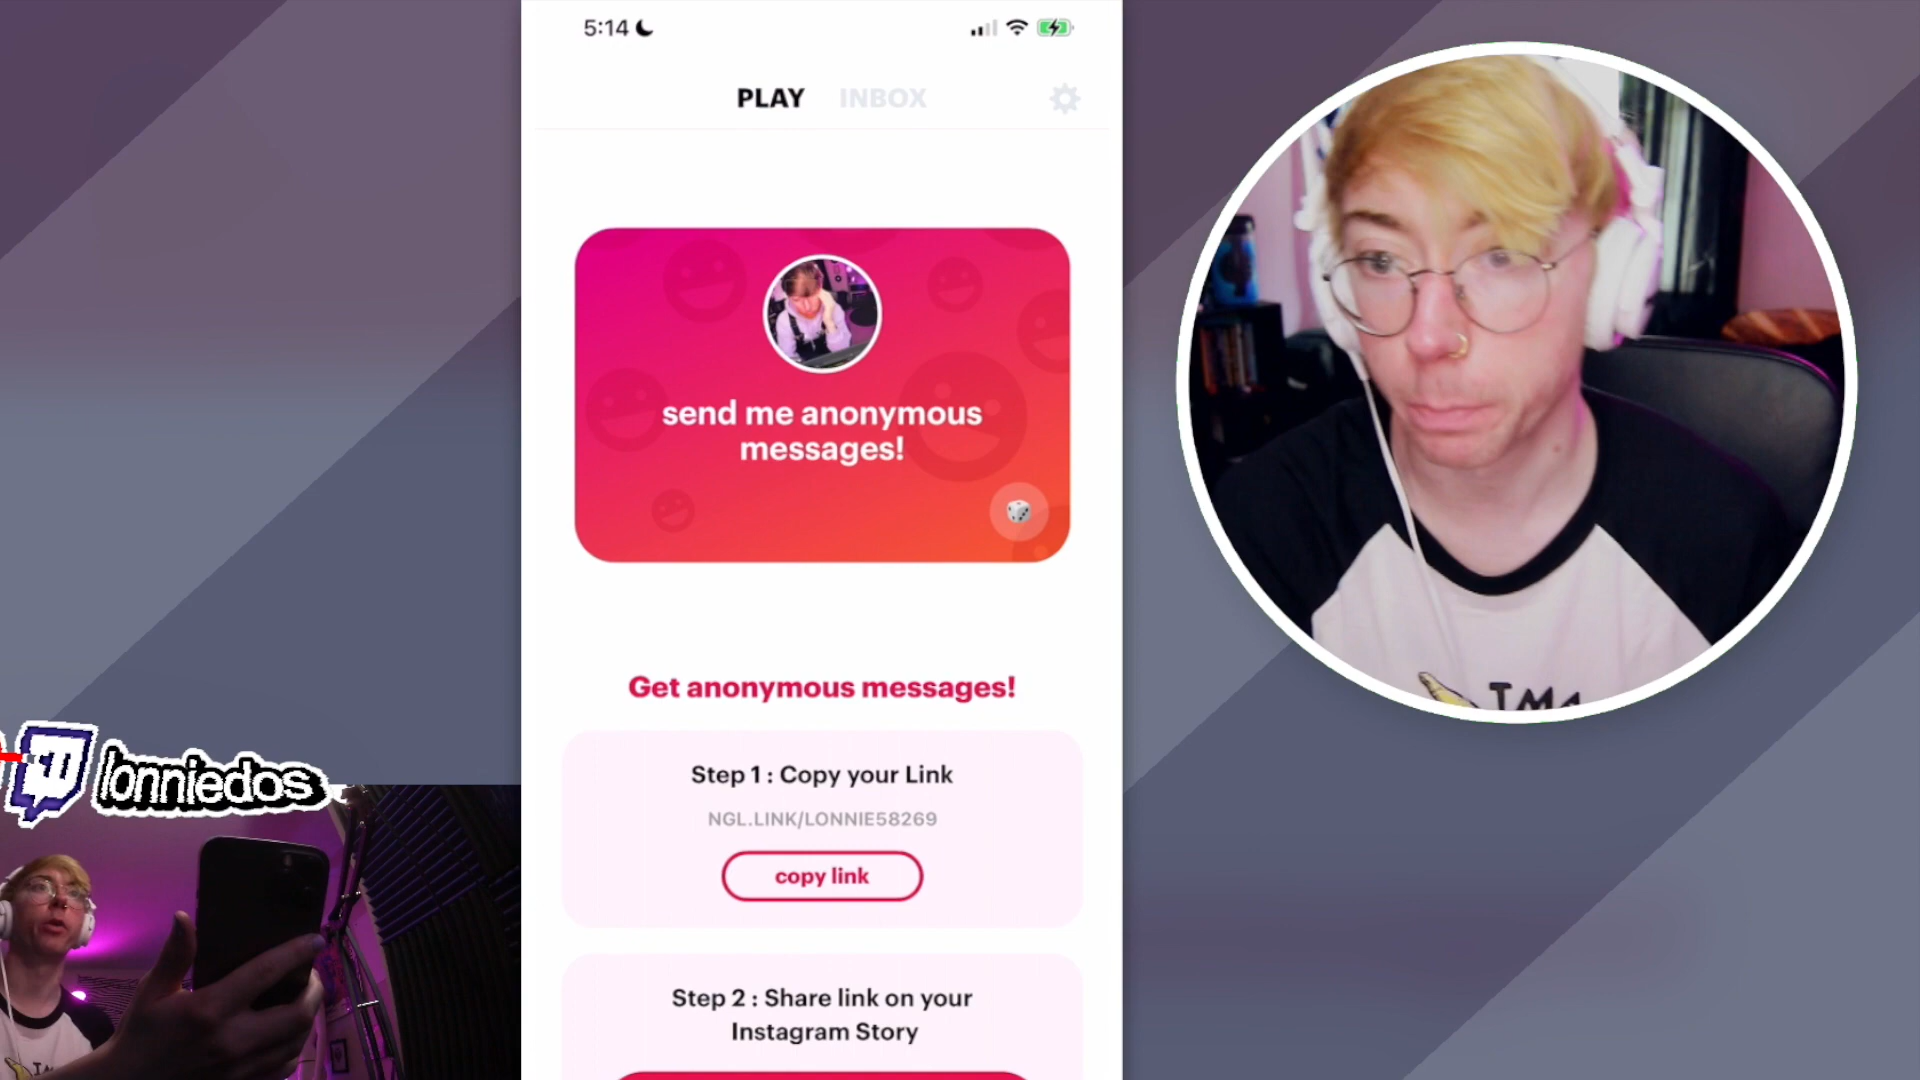 5:14
PLAY INBOX
send me anonymous
messages!
Get anonymous messages!
Step 1 : Copy your Link
NGL.LINK/LONNIE58269
copy link
Step 2 : Share link on your
Instagram Story
lonniedos